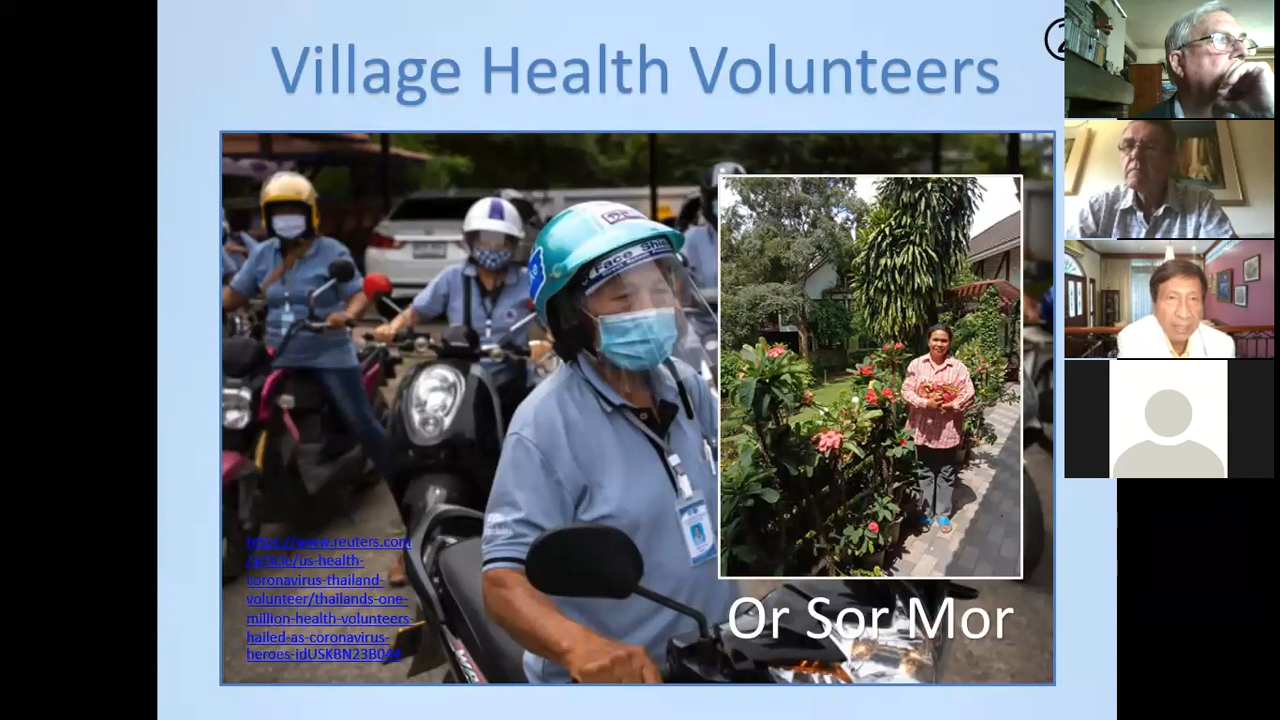 Village Health Volunteers
Face Shield
https://www.reuters.com
/article/us-health-
coronavirus-thailand-
volunteer/thailands-one-
million-health-volunteers-
hailed-as-coronavirus-
heroes-idUSKBN23B044
Or Sor Mor